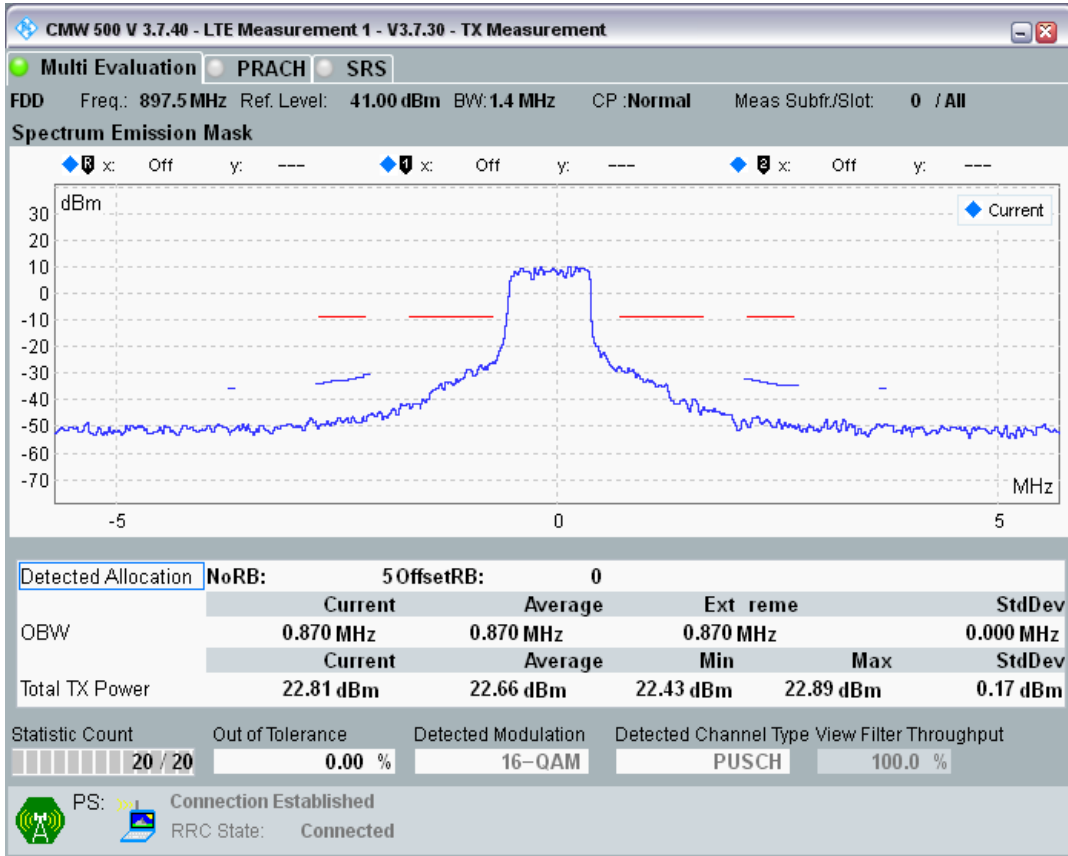 CMW 500 V 3.7.40 - LTE Measurement 1 - V3.7.30 - TX Measurement
Multi Evaluation PRACH SRS
FDD Freq.: 897.5 MHz Ref. Level: 41.00 dBm BW: 1.4 MHz CP :Normal Meas Subfr./Slot: 0 / All
Spectrum Emission Mask
R x: Off y: --- 1 x: Off y: --- 2 x: Off y: ---
dBm
Current
30
20
10
0
-10
-20
-30
-40
-50
-60
-70
MHz
-5 0 5
Detected Allocation NoRB: 5 OffsetRB: 0
Current Average Ext reme StdDev
OBW 0.870 MHz 0.870 MHz 0.870 MHz 0.000 MHz
Current Average Min Max StdDev
Total TX Power 22.81 dBm 22.66 dBm 22.43 dBm 22.89 dBm 0.17 dBm
Statistic Count Out of Tolerance Detected Modulation Detected Channel Type View Filter Throughput
20 / 20 0.00 % 16-QAM PUSCH 100.0 %
PS: Connection Established
RRC State: Connected